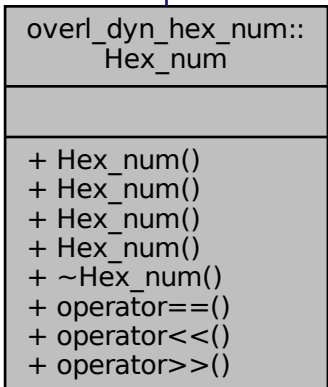 overl_dyn_hex_num::
Hex_num
+ Hex_num()
+ Hex_num()
+ Hex_num()
+ Hex_num()
+ ~Hex_num()
+ operator==()
+ operator<<()
+ operator>>()